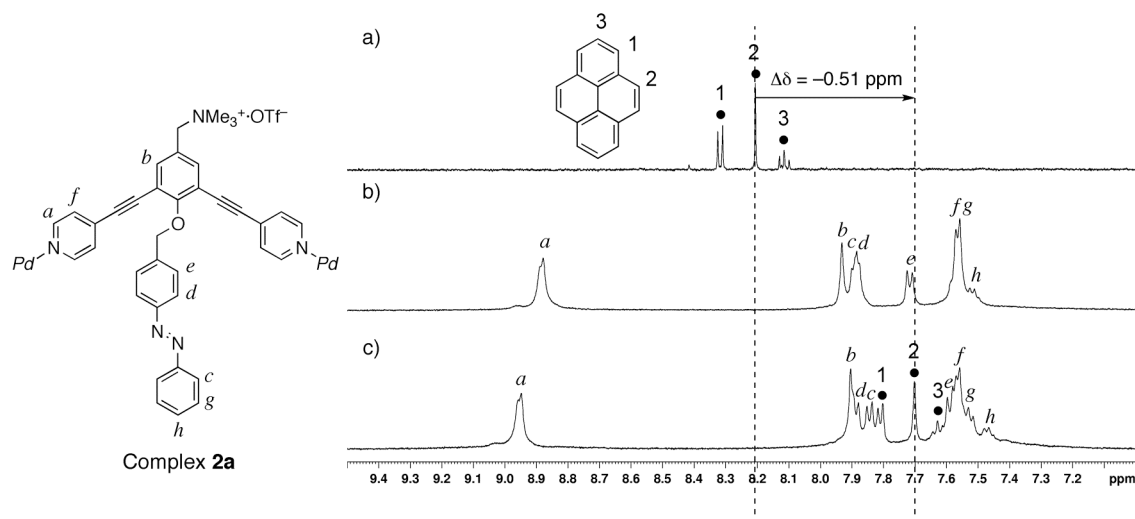 a)
3
1
2
1
2
3
Δδ = –0.51 ppm
NMe3+·OTf–
b
f
a
O
N
N
Pd
Pd
e
d
N
N
c
g
h
Complex 2a
b)
a
b
c
d
e
f g
h
c)
a
b
d
c
1
2
3
e
f
g
h
9.4 9.3 9.2 9.1 9.0 8.9 8.8 8.7 8.6 8.5 8.4 8.3 8.2 8.1 8.0 7.9 7.8 7.7 7.6 7.5 7.4 7.3 7.2 ppm